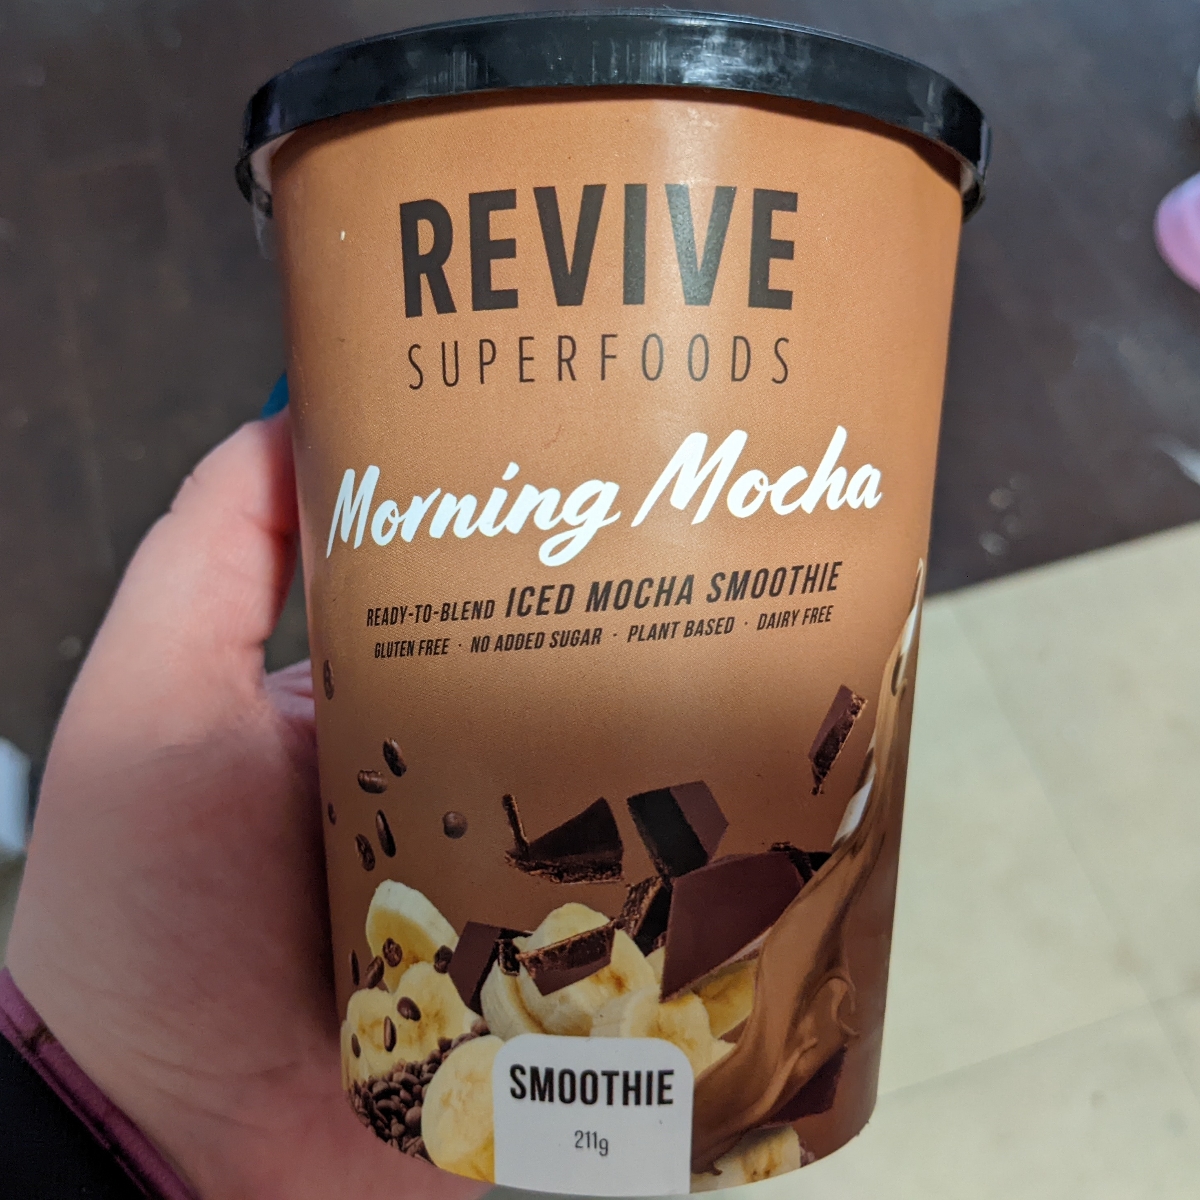 REVIVE
SUPERFOODS
Morning Mocha
READY-TO-BLEND ICED MOCHA SMOOTHIE
GLUTEN FREE · NO ADDED SUGAR · PLANT BASED · DAIRY FREE
SMOOTHIE
211g